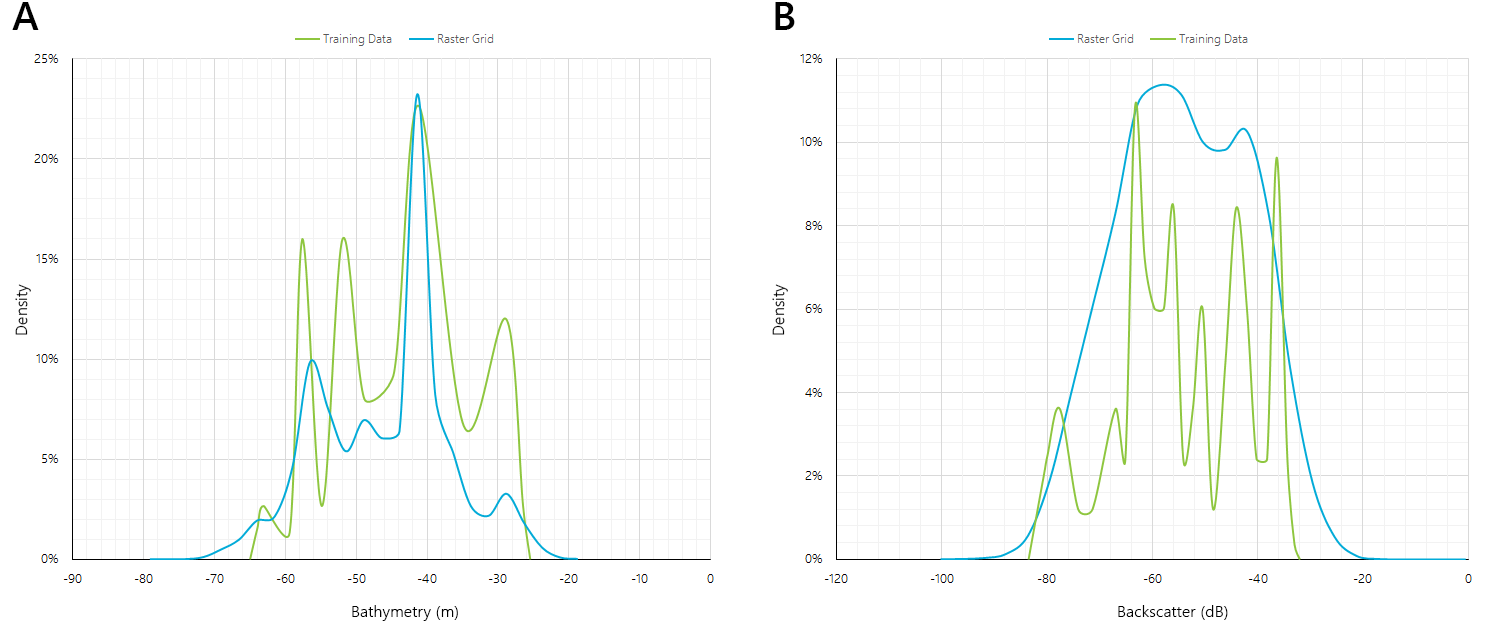 A
Training Data Raster Grid
25%
20%
15%
10%
5%
0%
Density
-90 -80 -70 -60 -50 -40 -30 -20 -10 0
Bathymetry (m)
B
Raster Grid Training Data
12%
10%
8%
6%
4%
2%
0%
Density
-120 -100 -80 -60 -40 -20 0
Backscatter (dB)